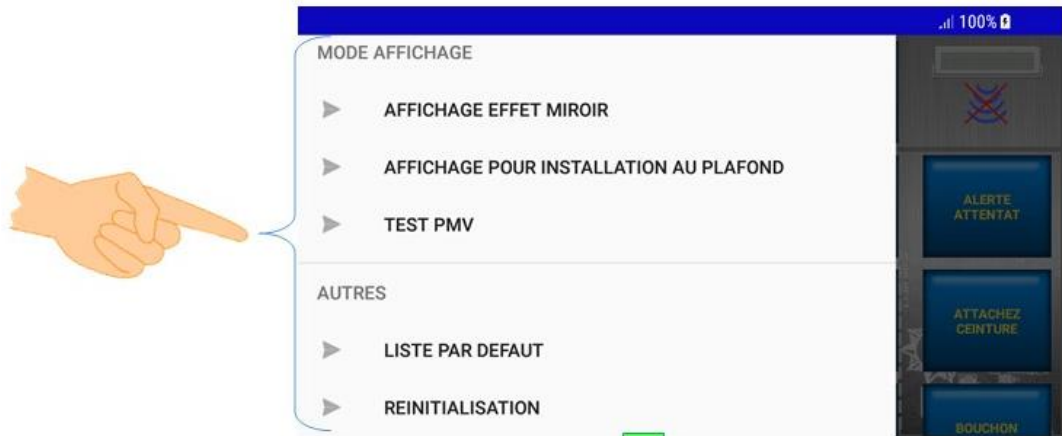 100%
MODE AFFICHAGE
AFFICHAGE EFFET MIROIR
AFFICHAGE POUR INSTALLATION AU PLAFOND
TEST PMV
AUTRES
LISTE PAR DEFAUT
REINITIALISATION
ALERTE
ATTENTAT
ATTACHEZ
CEINTURE
BOUCHON